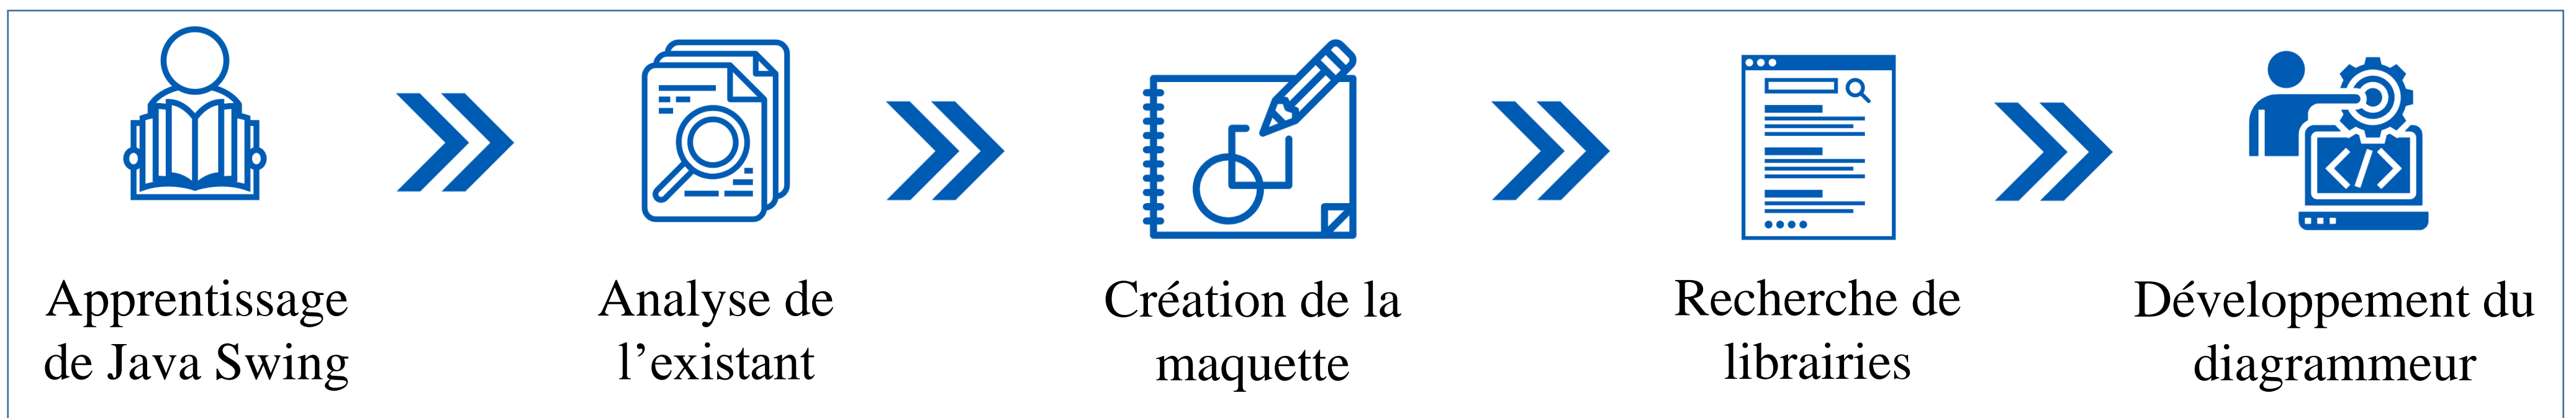 Apprentissage
de Java Swing
Analyse de
l’existant
Création de la
maquette
Recherche de
librairies
Développement du
diagrammeur